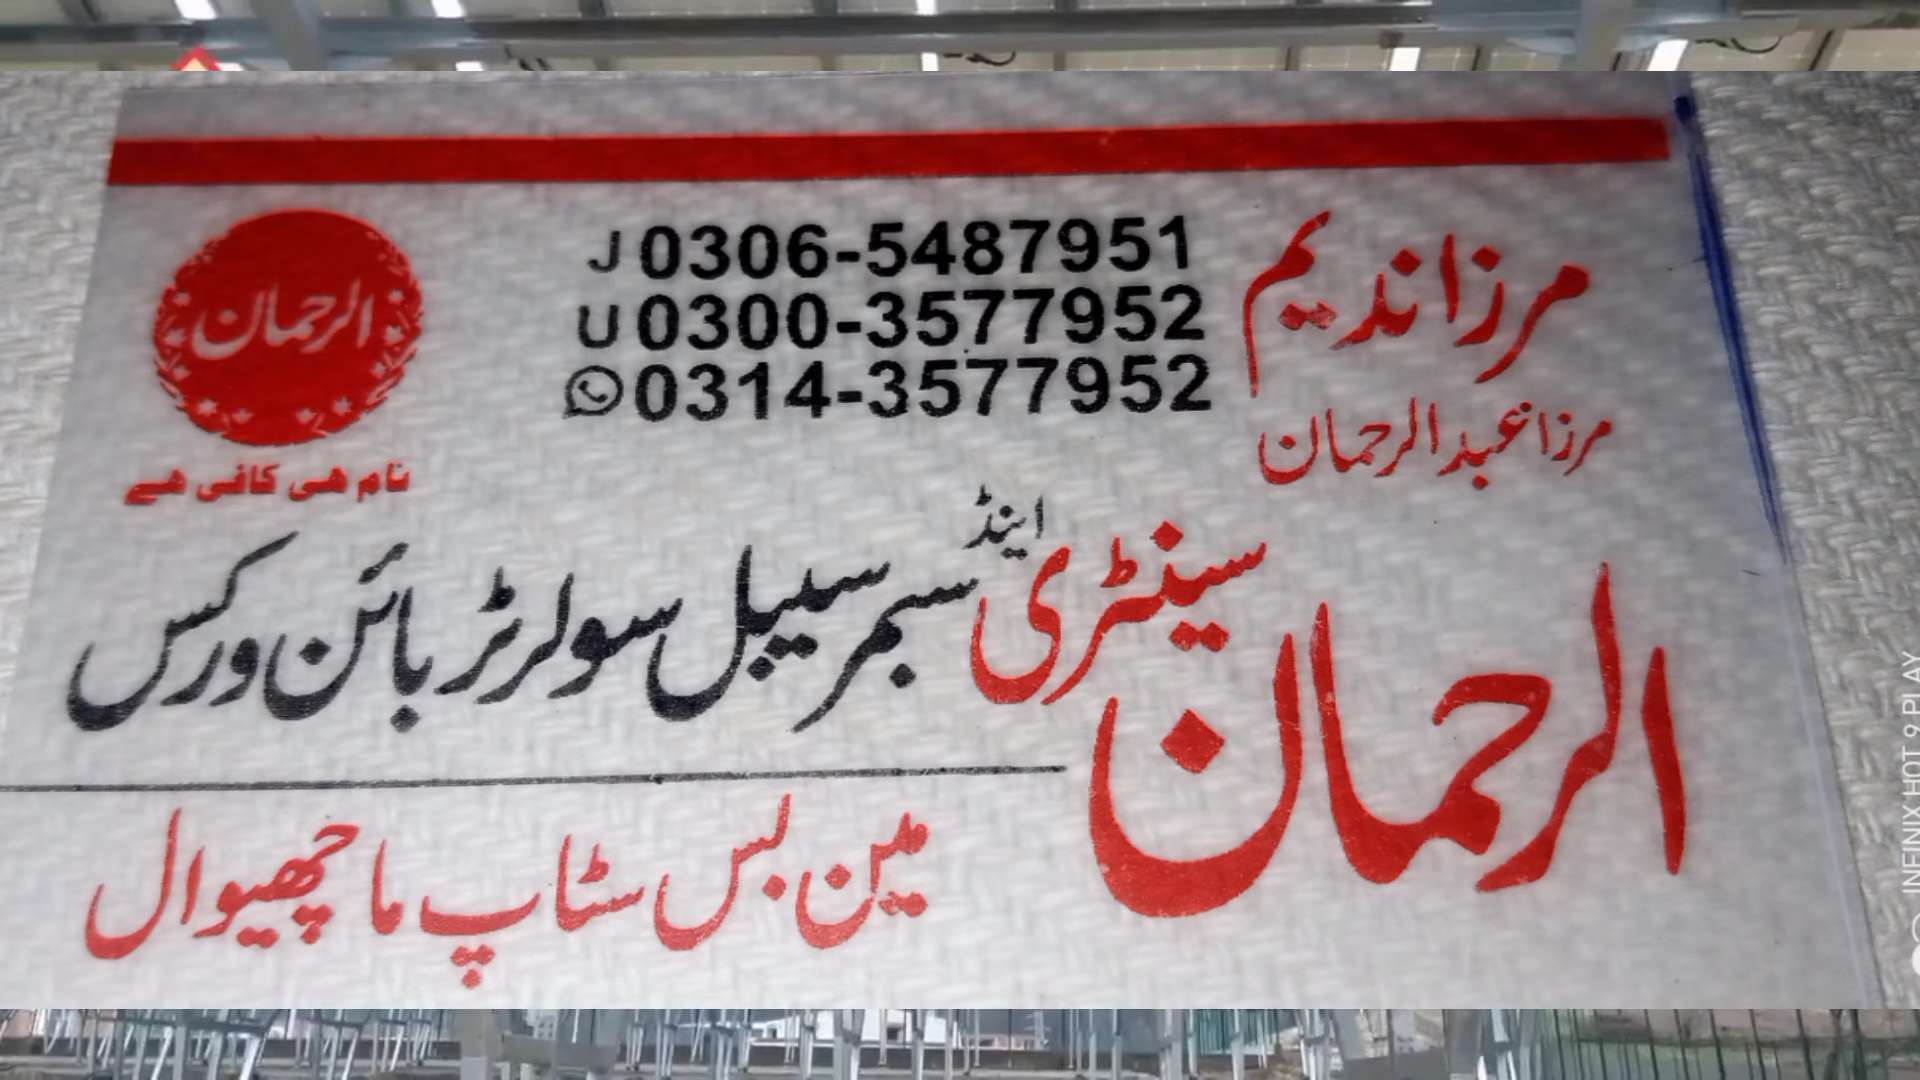 مرزا ندیم
مرزا عبدالرحمان
J 0306-5487951
U 0300-3577952
0314-3577952
الرحمان
نام ھی کافی ھے
الرحمان سینٹری اینڈ سمبرسیبل سولر ٹربائن ورکس
مین بس سٹاپ ماچھیوال
INFINIX HOT 9 PLAY